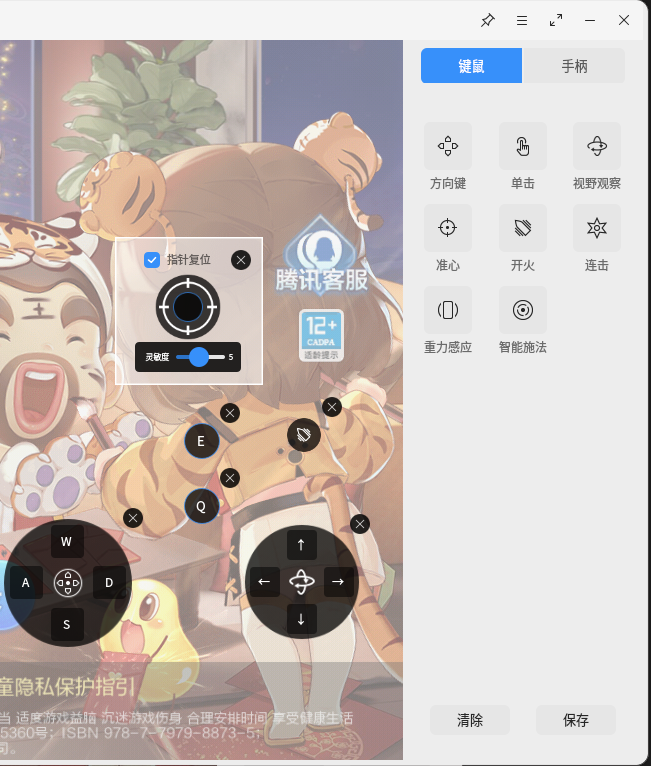 键鼠
手柄
方向键
单击
视野观察
准心
开火
连击
重力感应
智能施法
指针复位
灵敏度
5
腾讯客服
12+
CADPA
适龄提示
E
Q
W
A
D
S
↑
←
→
↓
童隐私保护指引
当 适度游戏益脑 沉迷游戏伤身 合理安排时间 享受健康生活
5360号; ISBN 978-7-7979-8873-5;
司。
清除
保存